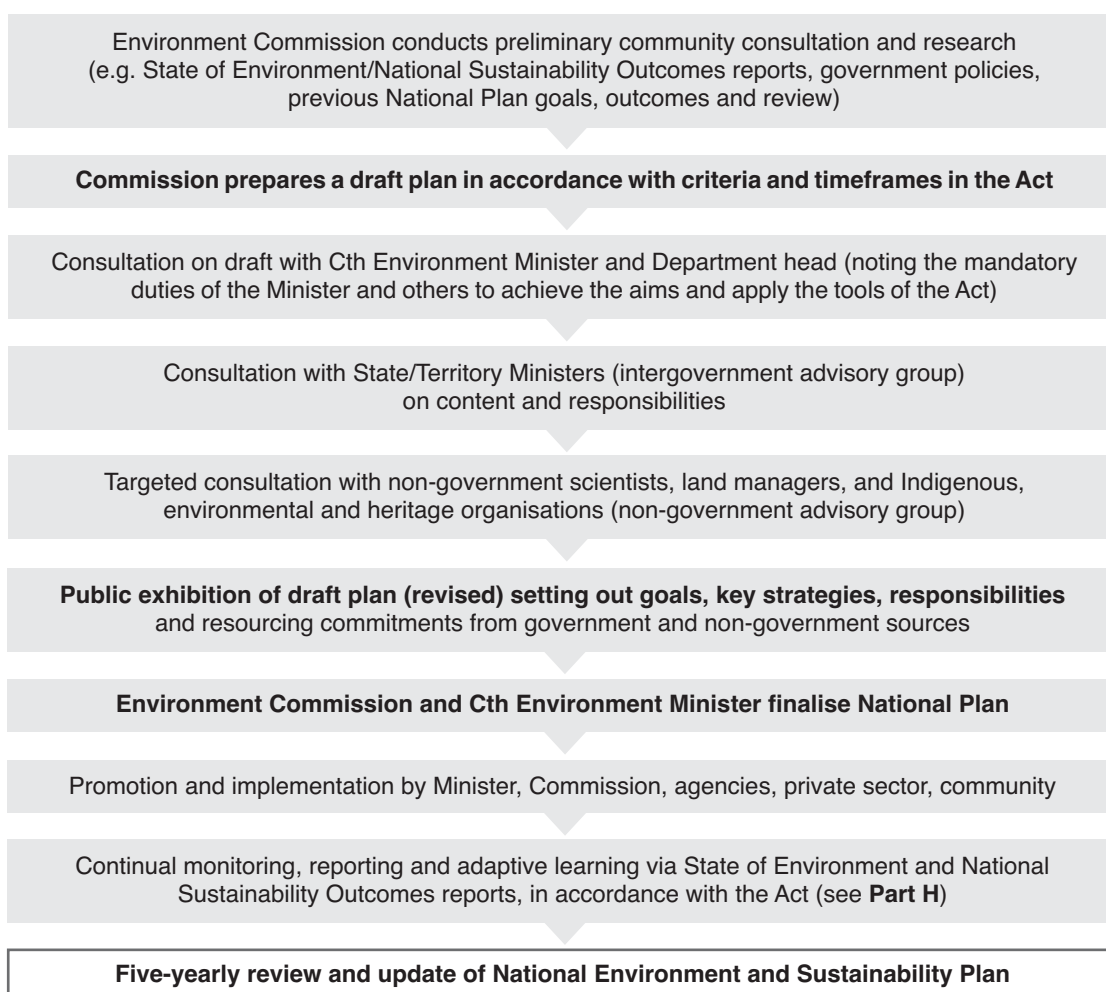 Environment Commission conducts preliminary community consultation and research
(e.g. State of Environment/National Sustainability Outcomes reports, government policies,
previous National Plan goals, outcomes and review)
Commission prepares a draft plan in accordance with criteria and timeframes in the Act
Consultation on draft with Cth Environment Minister and Department head (noting the mandatory
duties of the Minister and others to achieve the aims and apply the tools of the Act)
Consultation with State/Territory Ministers (intergovernment advisory group)
on content and responsibilities
Targeted consultation with non-government scientists, land managers, and Indigenous,
environmental and heritage organisations (non-government advisory group)
Public exhibition of draft plan (revised) setting out goals, key strategies, responsibilities
and resourcing commitments from government and non-government sources
Environment Commission and Cth Environment Minister finalise National Plan
Promotion and implementation by Minister, Commission, agencies, private sector, community
Continual monitoring, reporting and adaptive learning via State of Environment and National
Sustainability Outcomes reports, in accordance with the Act (see Part H)
Five-yearly review and update of National Environment and Sustainability Plan